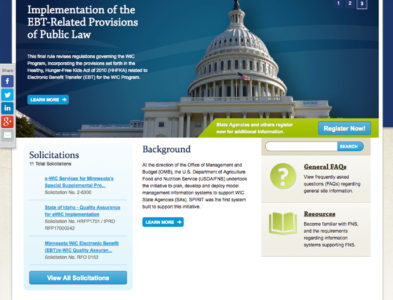 Implementation of the
EBT-Related Provisions
of Public Law
1 2 3
This final rule revises regulations governing the WIC
Program, incorporating the provisions set forth in the
Healthy, Hunger-Free Kids Act of 2010 (HHFKA) related to
Electronic Benefit Transfer (EBT) for the WIC Program.
LEARN MORE
Share
State Agencies and others register
now for additional information.
Register Now!
Solicitations
11 Total Solicitations
e-WIC Services for Minnesota's
Special Supplemental Pro...
Solicitation No. 2-6300
State of Idaho - Quality Assurance
for eWIC Implementation
Solicitation No. HRFP1701 / IPRO
RFP17000242
Minnesota WIC Electronic Benefit
(EBT)/e-WIC Quality Assuran...
Solicitation No. RFO 0153
View All Solicitations
Background
At the direction of the Office of Management and
Budget (OMB), the U.S. Department of Agriculture
Food and Nutrition Service (USDA/FNS) undertook
the initiative to plan, develop and deploy model
management information systems to support WIC
State Agencies (SAs). SPIRIT was the first system
built to support this initiative.
LEARN MORE
SEARCH
General FAQs
View frequently asked
questions (FAQs) regarding
general site information.
Resources
Become familiar with FNS,
and the requirements
regarding information
systems supporting FNS.